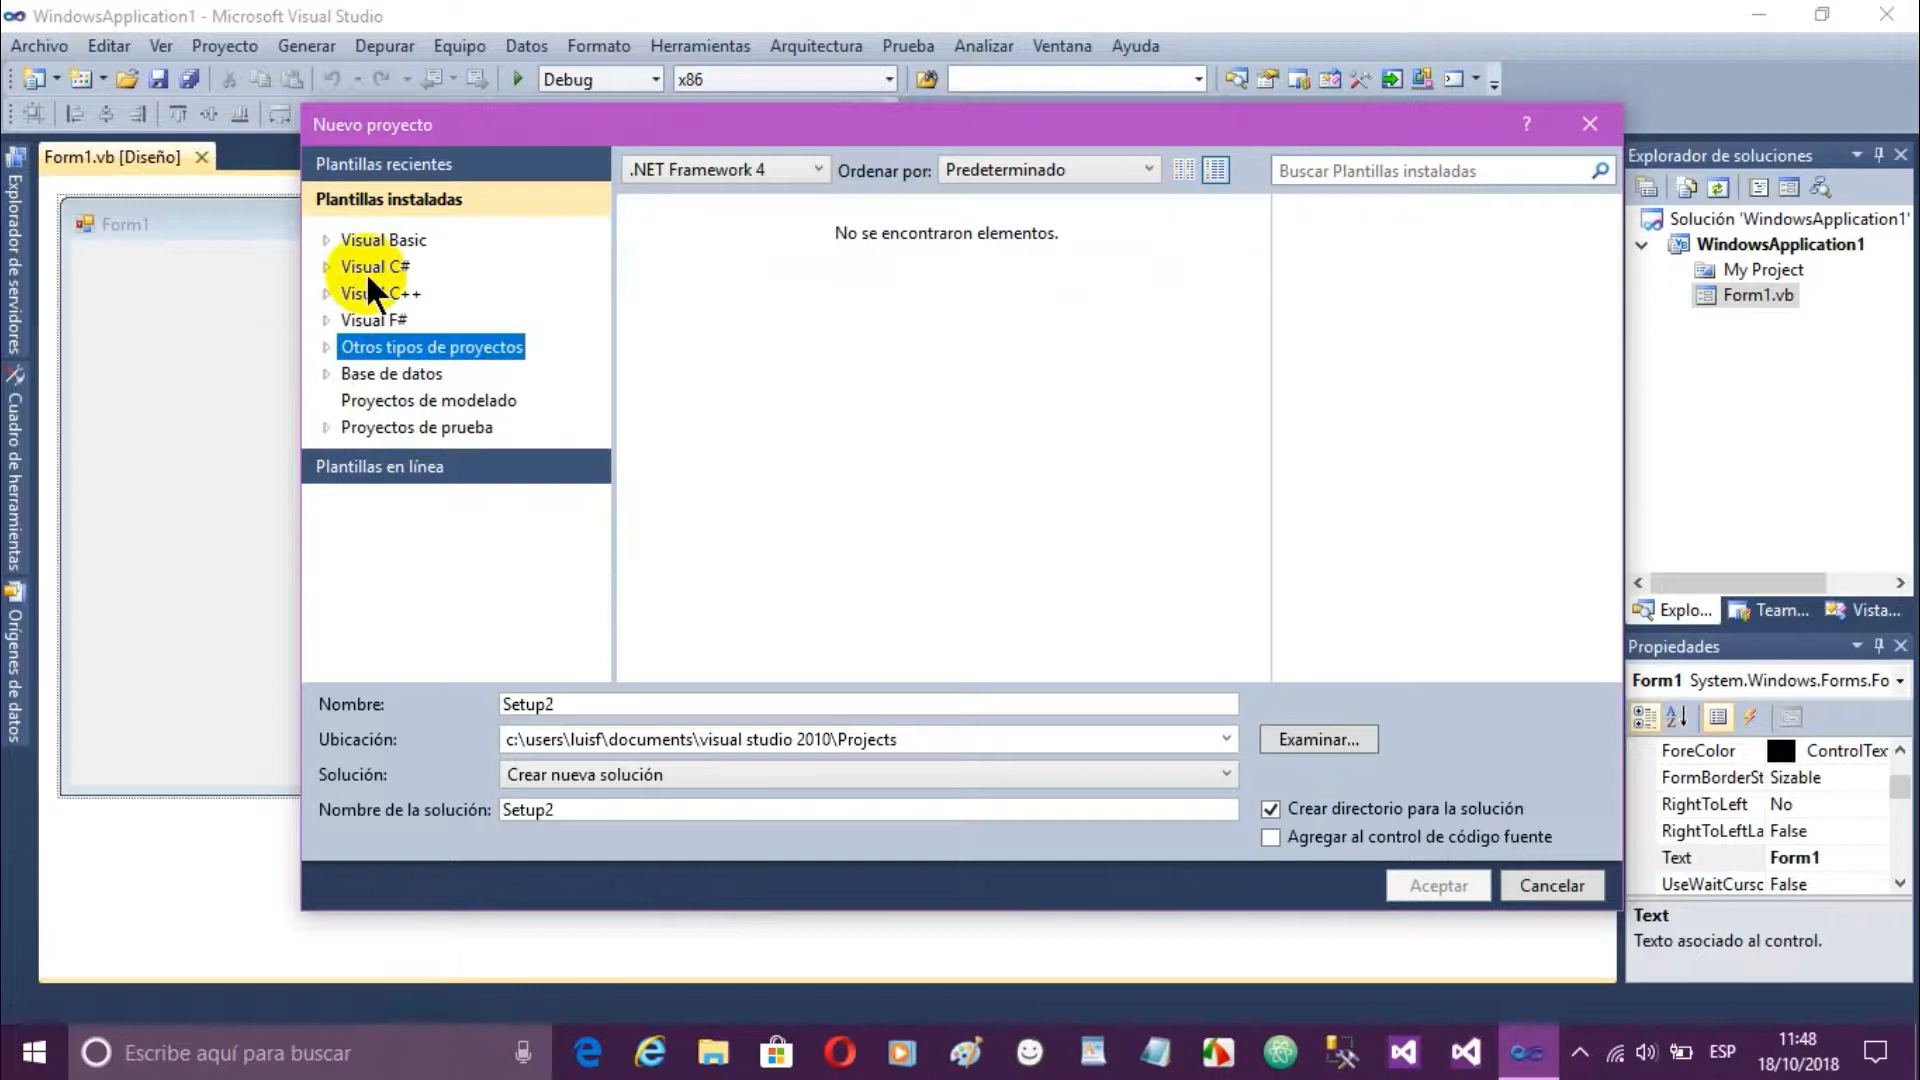 WindowsApplication1 - Microsoft Visual Studio
Archivo Editar Ver Proyecto Generar Depurar Equipo Datos Formato Herramientas Arquitectura Prueba Analizar Ventana Ayuda
Debug x86
Form1.vb [Diseño]
Form1
Explorador de servidores
Cuadro de herramientas
Orígenes de datos
Nuevo proyecto ?
Plantillas recientes
Plantillas instaladas
Visual Basic
Visual C#
Visual C++
Visual F#
Otros tipos de proyectos
Base de datos
Proyectos de modelado
Proyectos de prueba
Plantillas en línea
.NET Framework 4 Ordenar por: Predeterminado Buscar Plantillas instaladas
No se encontraron elementos.
Nombre: Setup2
Ubicación: c:\users\luisf\documents\visual studio 2010\Projects Examinar...
Solución: Crear nueva solución
Nombre de la solución: Setup2
Crear directorio para la solución
Agregar al control de código fuente
Aceptar Cancelar
Explorador de soluciones
Solución 'WindowsApplication1'
WindowsApplication1
My Project
Form1.vb
Explo... Team... Vista...
Propiedades
Form1 System.Windows.Forms.Fo
ForeColor ControlTex
FormBorderSt Sizable
RightToLeft No
RightToLeftLa False
Text Form1
UseWaitCursc False
Text
Texto asociado al control.
Escribe aquí para buscar
ESP
11:48
18/10/2018